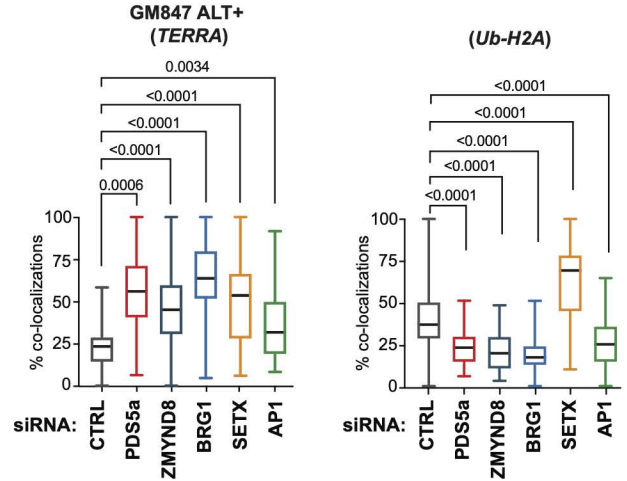 GM847 ALT+
(TERRA)
0.0034
<0.0001
<0.0001
<0.0001
0.0006
100
75
50
25
0
% co-localizations
siRNA:
CTRL
PDS5a
ZMYND8
BRG1
SETX
AP1
(Ub-H2A)
<0.0001
<0.0001
<0.0001
<0.0001
<0.0001
100
75
50
25
0
% co-localizations
siRNA:
CTRL
PDS5a
ZMYND8
BRG1
SETX
AP1